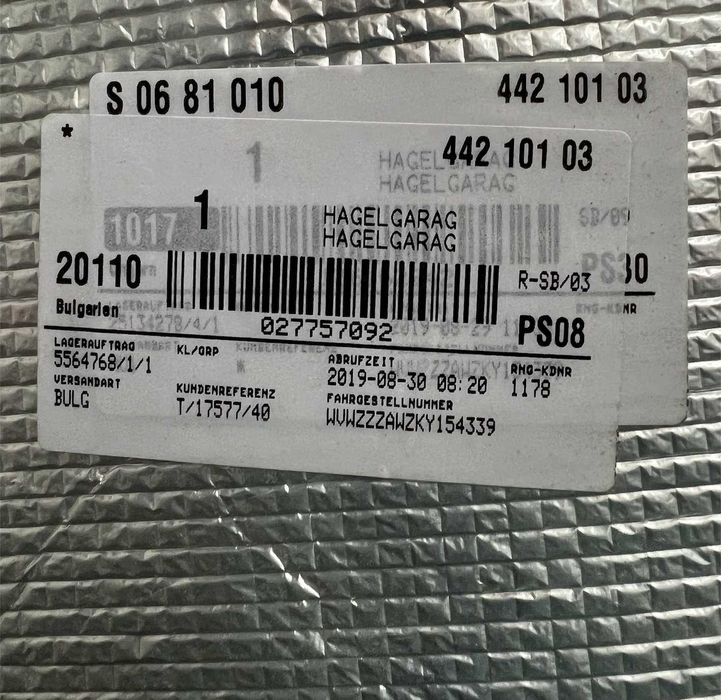 S 06 81 010 442 101 03
* 442 101 03
1 HAGELGARAG
HAGELGARAG
1 HAGELGARAG
HAGELGARAG
1017
20110 R-SB/03
Bulgarien
027757092 PS08
LAGERAUFTRAG KL/GRP ABRUFZEIT RNG-KDNR
5564768/1/1 2019-08-30 08:20 1178
VERSANDART KUNDENREFERENZ FAHRGESTELLNUMMER
BULG T/17577/40 WVWZZZAWZKY154339